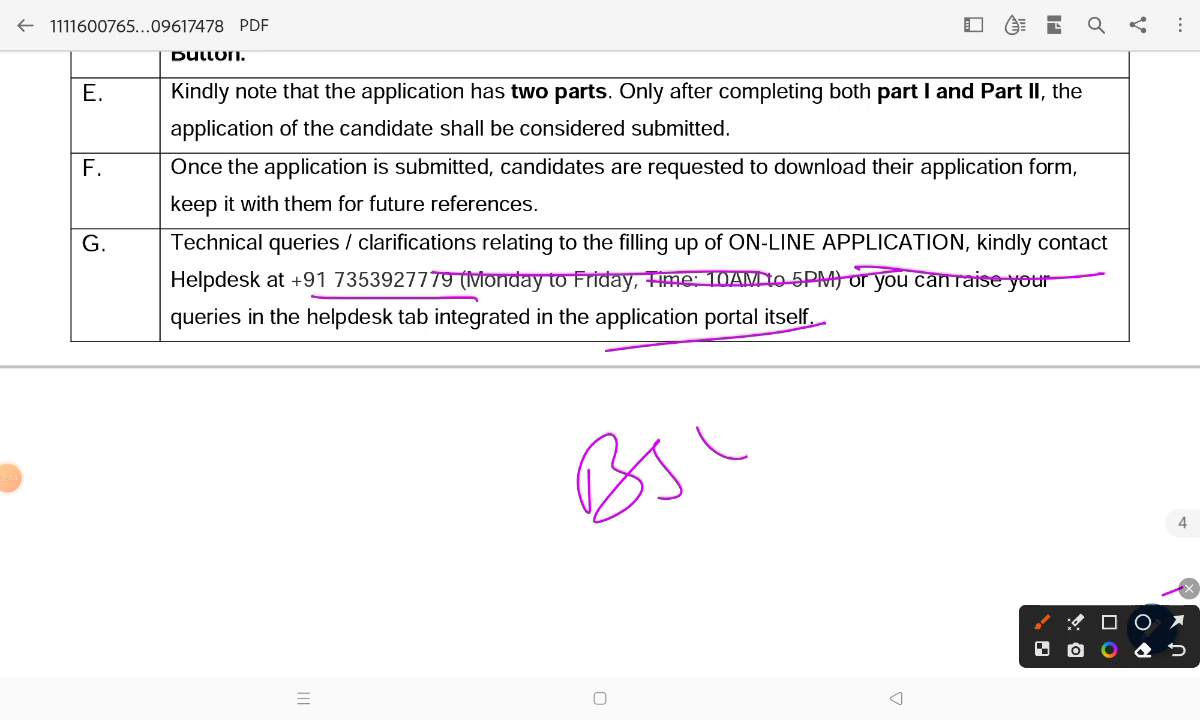 1111600765...09617478 PDF
Button.
E. Kindly note that the application has two parts. Only after completing both part I and Part II, the
application of the candidate shall be considered submitted.
F. Once the application is submitted, candidates are requested to download their application form,
keep it with them for future references.
G. Technical queries / clarifications relating to the filling up of ON-LINE APPLICATION, kindly contact
Helpdesk at +91 7353927779 (Monday to Friday, Time: 10AM to 5PM) or you can raise your
queries in the helpdesk tab integrated in the application portal itself.
4